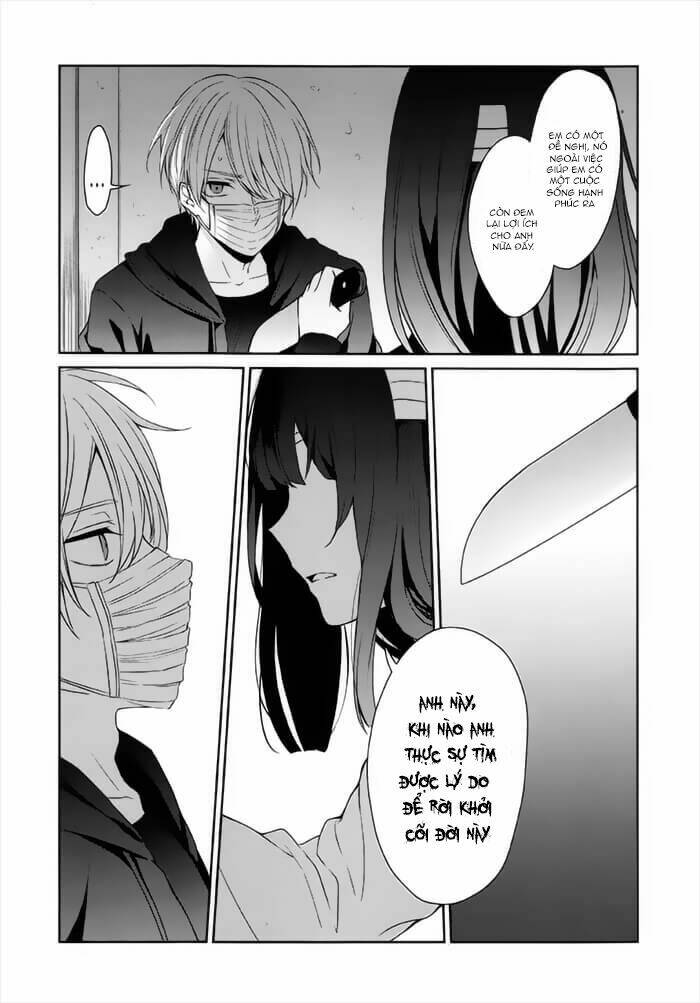 EM CÓ MỘT
ĐỀ NGHỊ, NÓ
NGOÀI VIỆC
GIÚP EM CÓ
MỘT CUỘC
SỐNG HẠNH
PHÚC RA
CÒN ĐEM
LẠI LỢI ÍCH
CHO ANH
NỮA ĐẤY.
...
ANH NÀY,
KHI NÀO ANH
THỰC SỰ TÌM
ĐƯỢC LÝ DO
ĐỂ RỜI KHỎI
CÕI ĐỜI NÀY